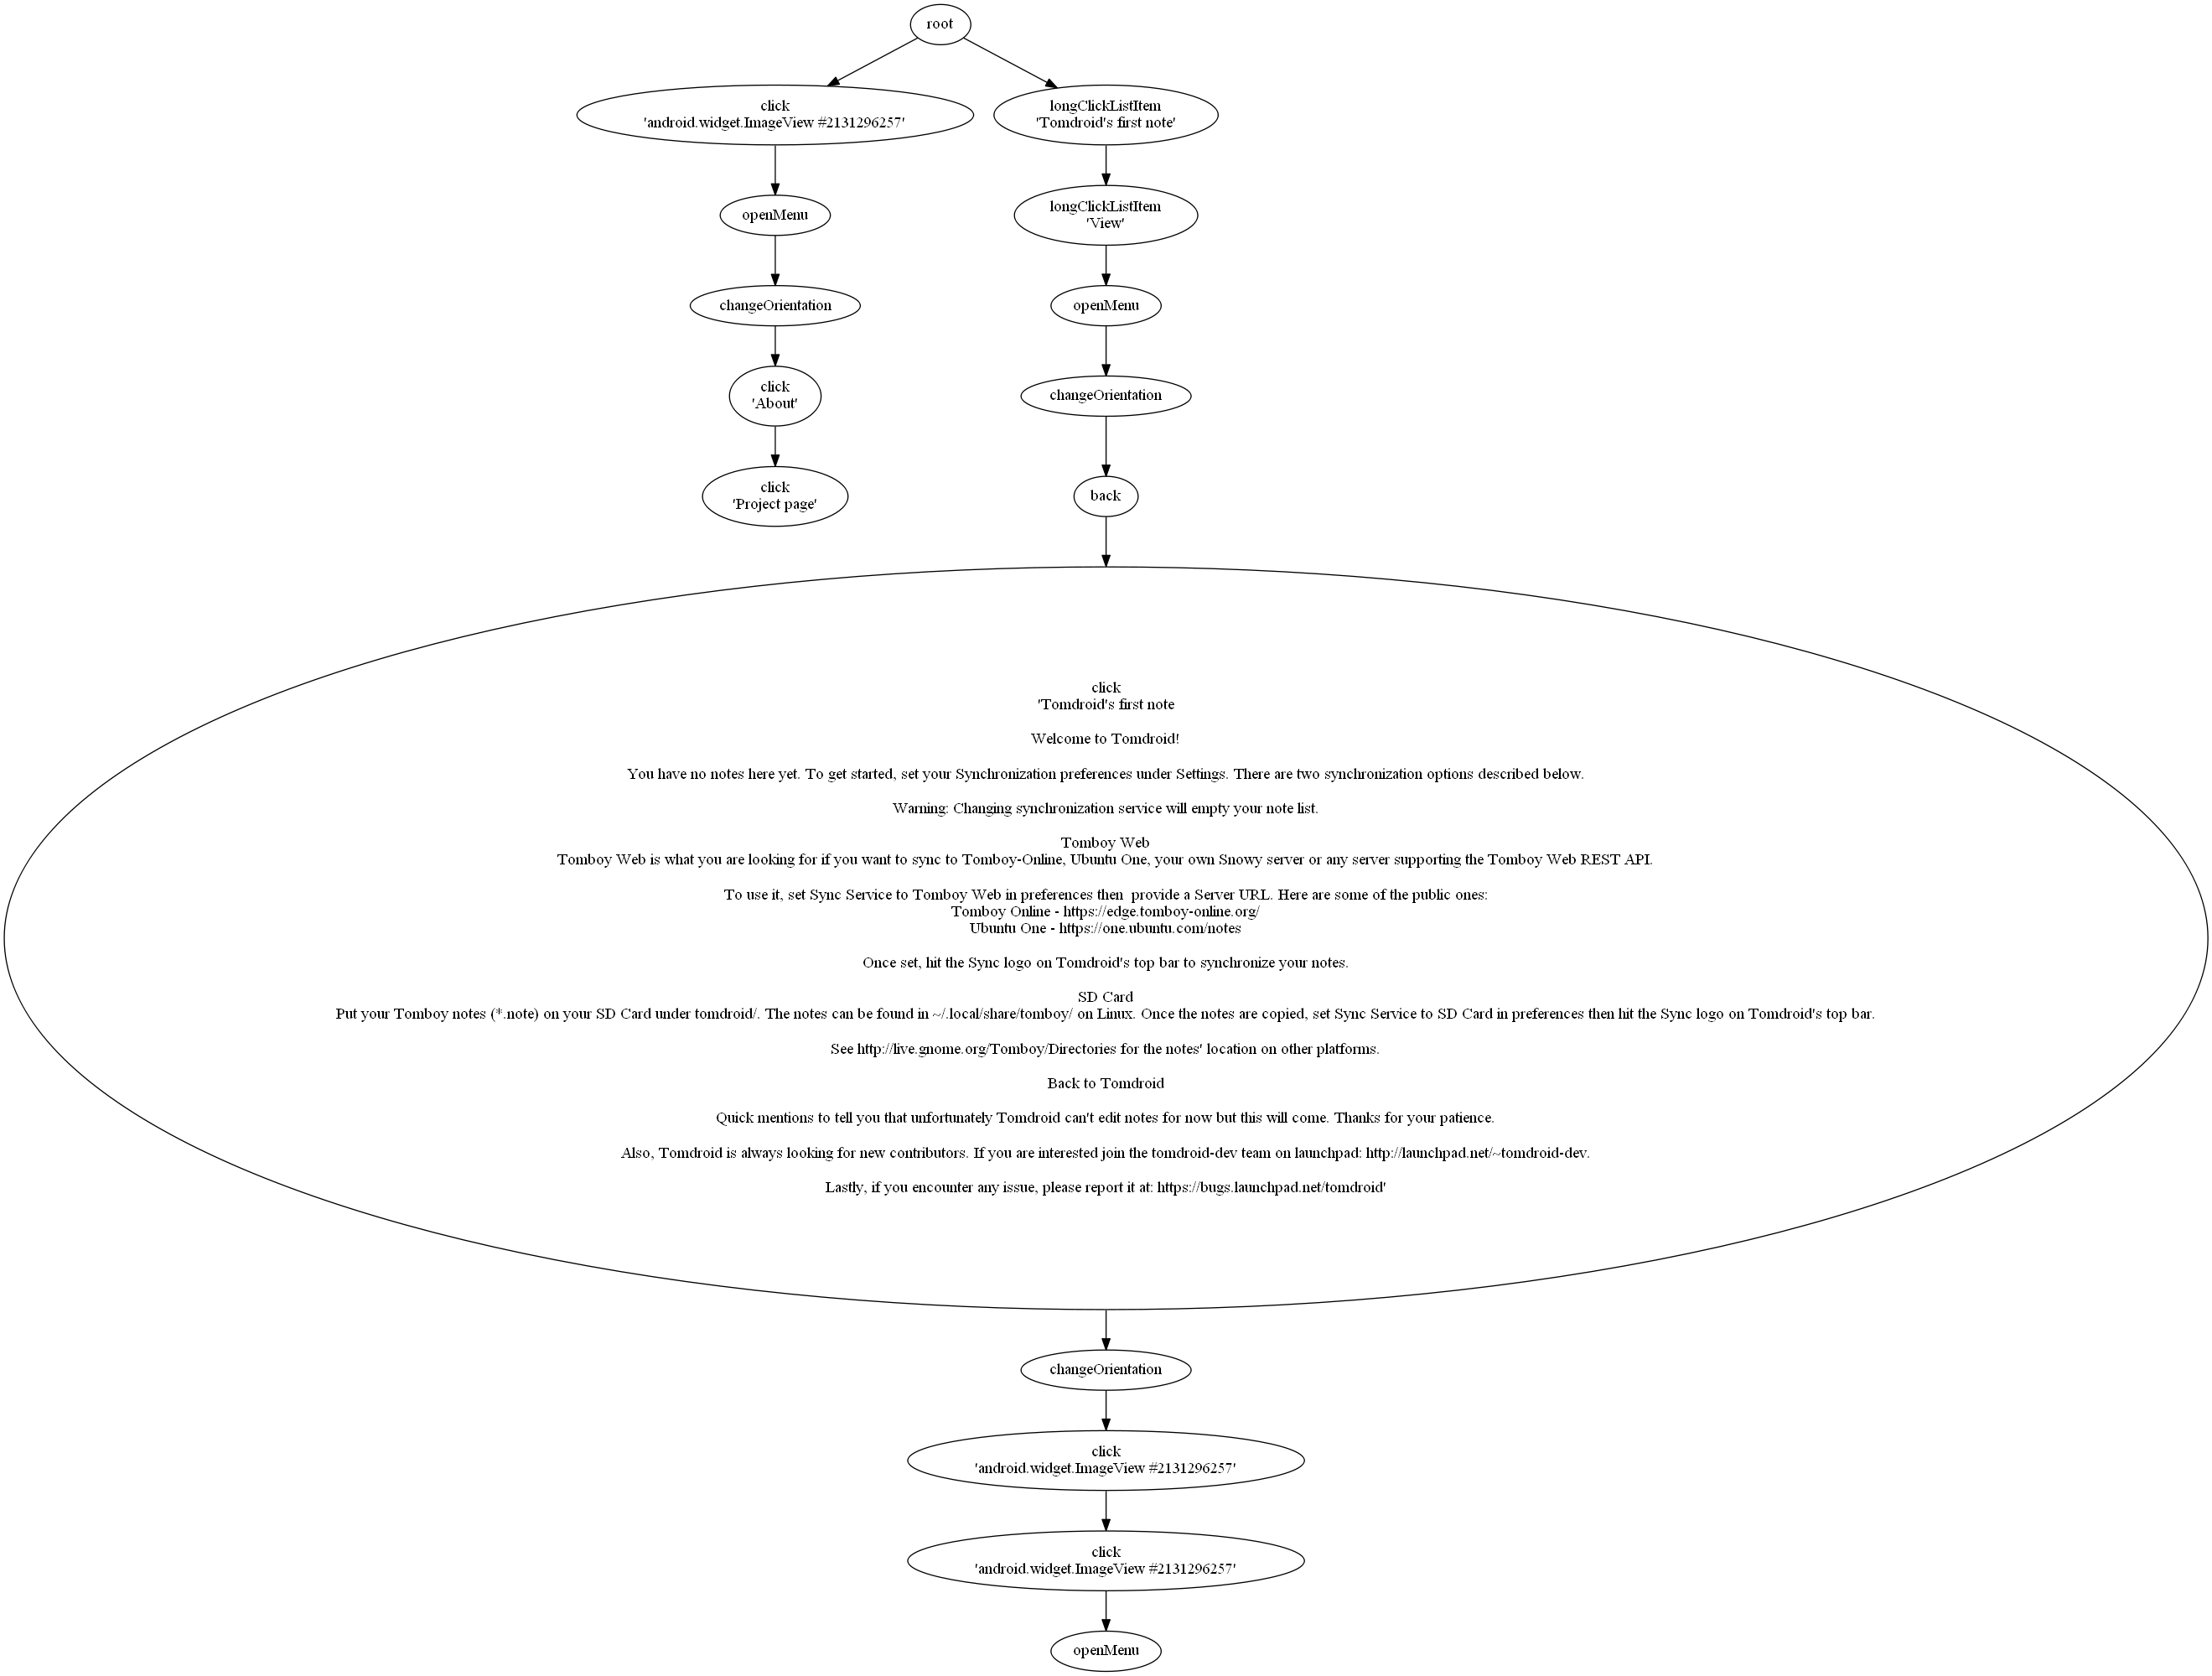 root
click
'android.widget.ImageView #2131296257'
longClickListItem
'Tomdroid's first note'
openMenu
longClickListItem
'View'
changeOrientation
openMenu
click
'About'
changeOrientation
click
'Project page'
back
click
'Tomdroid's first note
Welcome to Tomdroid!
You have no notes here yet. To get started, set your Synchronization preferences under Settings. There are two synchronization options described below.
Warning: Changing synchronization service will empty your note list.
Tomboy Web
Tomboy Web is what you are looking for if you want to sync to Tomboy-Online, Ubuntu One, your own Snowy server or any server supporting the Tomboy Web REST API.
To use it, set Sync Service to Tomboy Web in preferences then  provide a Server URL. Here are some of the public ones:
Tomboy Online - https://edge.tomboy-online.org/
Ubuntu One - https://one.ubuntu.com/notes
Once set, hit the Sync logo on Tomdroid's top bar to synchronize your notes.
SD Card
Put your Tomboy notes (*.note) on your SD Card under tomdroid/. The notes can be found in ~/.local/share/tomboy/ on Linux. Once the notes are copied, set Sync Service to SD Card in preferences then hit the Sync logo on Tomdroid's top bar.
See http://live.gnome.org/Tomboy/Directories for the notes' location on other platforms.
Back to Tomdroid
Quick mentions to tell you that unfortunately Tomdroid can't edit notes for now but this will come. Thanks for your patience.
Also, Tomdroid is always looking for new contributors. If you are interested join the tomdroid-dev team on launchpad: http://launchpad.net/~tomdroid-dev.
Lastly, if you encounter any issue, please report it at: https://bugs.launchpad.net/tomdroid'
changeOrientation
click
'android.widget.ImageView #2131296257'
click
'android.widget.ImageView #2131296257'
openMenu